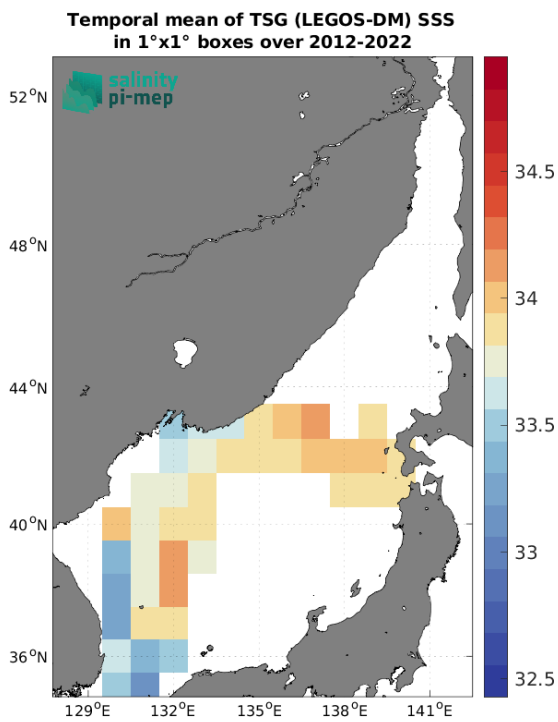 Temporal mean of TSG (LEGOS-DM) SSS
in 1°x1° boxes over 2012-2022
salinity
pi-mep
52°N
48°N
44°N
40°N
36°N
129°E
132°E
135°E
138°E
141°E
34.5
34
33.5
33
32.5